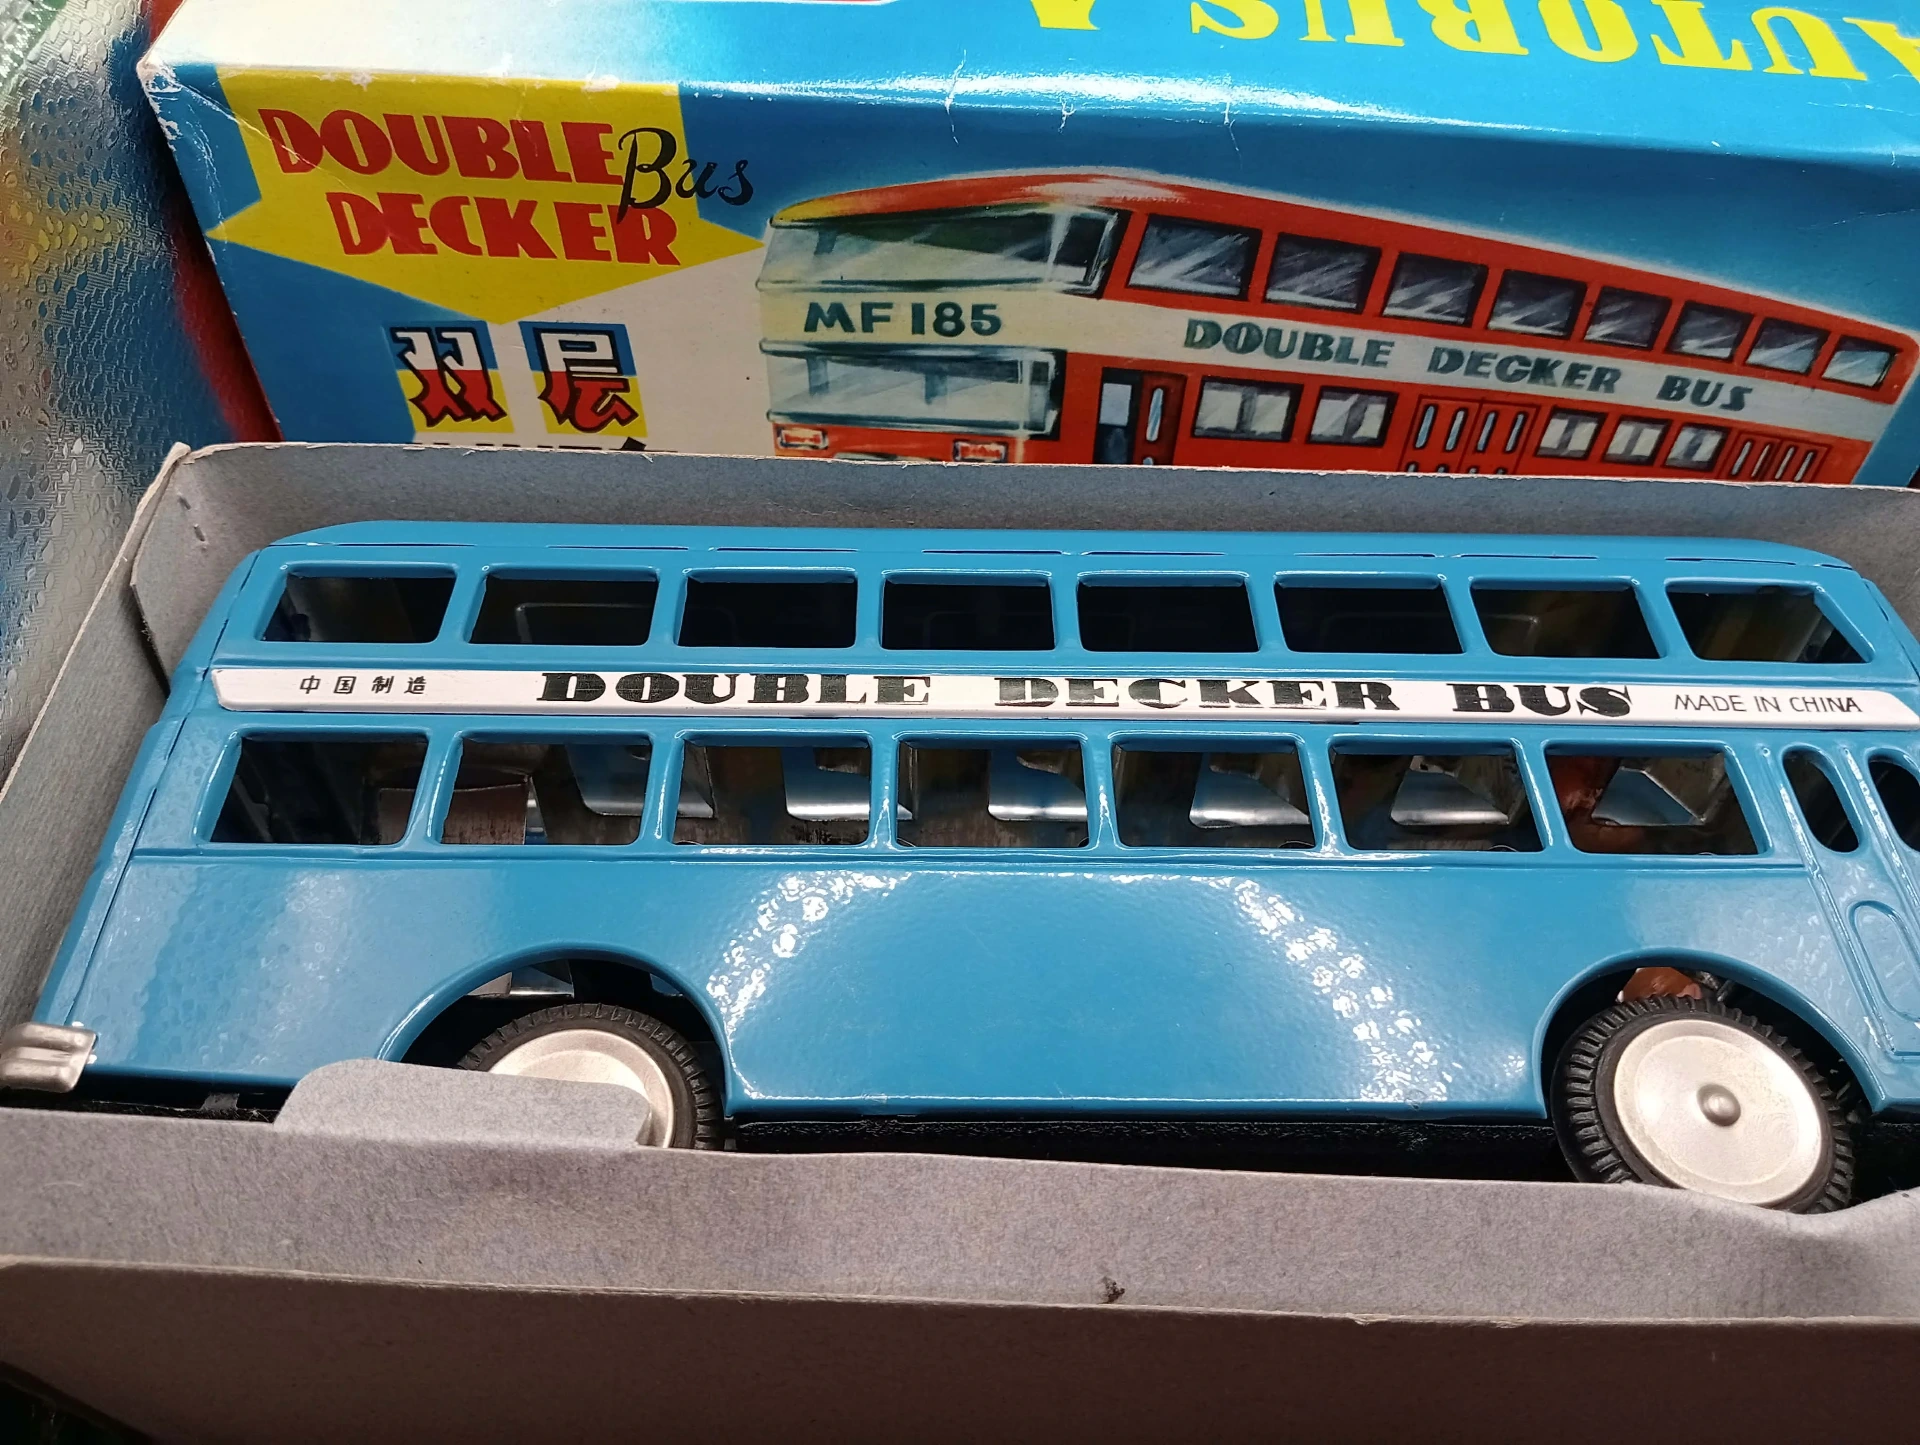 AUTOBUS A
DOUBLE Bus
DECKER
双层
MF 185
DOUBLE DECKER BUS
中国制造 DOUBLE DECKER BUS MADE IN CHINA